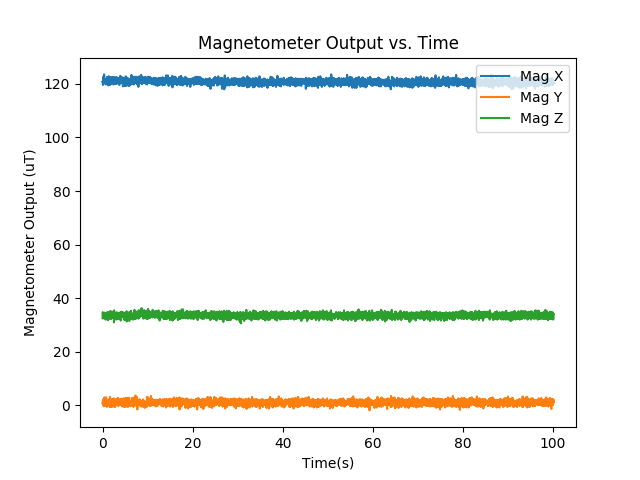 Magnetometer Output vs. Time
Magnetometer Output (uT)
120
100
80
60
40
20
0
Mag X
Mag Y
Mag Z
0 20 40 60 80 100
Time(s)